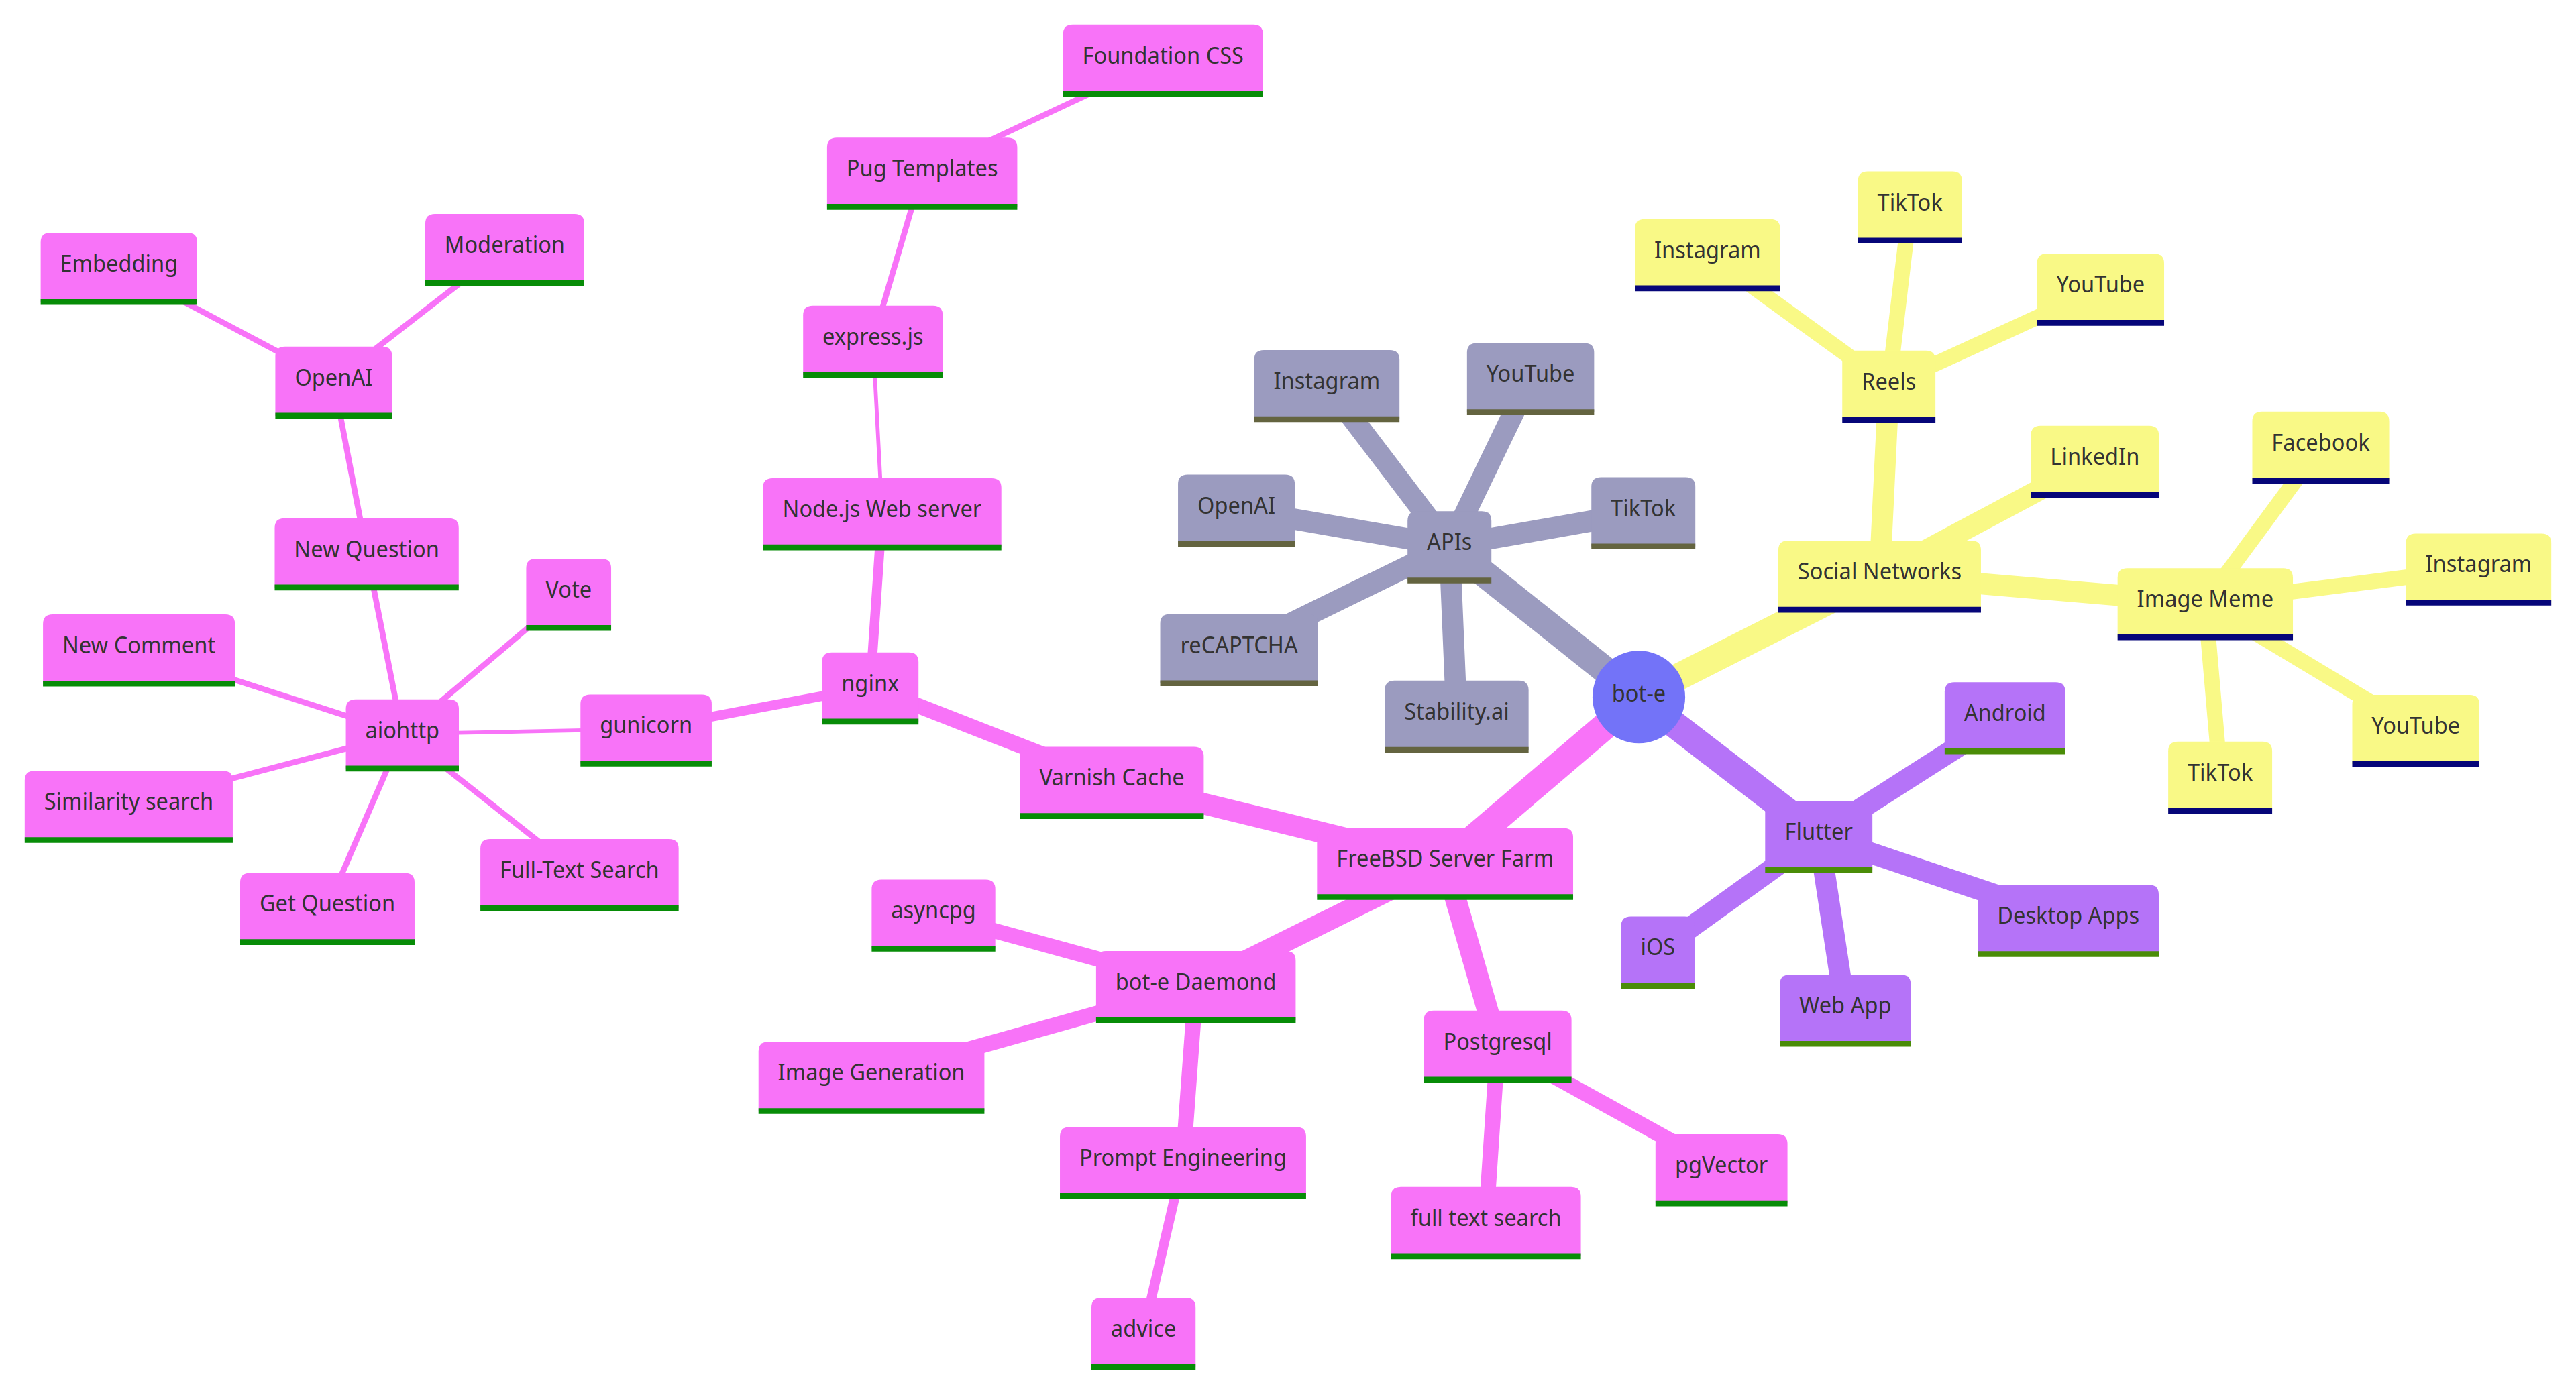 Foundation CSS
Pug Templates
TikTok
Embedding
Moderation
Instagram
YouTube
express.js
OpenAI
Instagram
YouTube
Reels
LinkedIn
Facebook
Node.js Web server
OpenAI
TikTok
New Question
APIs
Social Networks
Instagram
Vote
Image Meme
New Comment
reCAPTCHA
nginx
bot-e
Stability.ai
Android
aiohttp
gunicorn
YouTube
Varnish Cache
TikTok
Similarity search
Flutter
FreeBSD Server Farm
Full-Text Search
Get Question
asyncpg
Desktop Apps
iOS
bot-e Daemond
Web App
Postgresql
Image Generation
Prompt Engineering
pgVector
full text search
advice